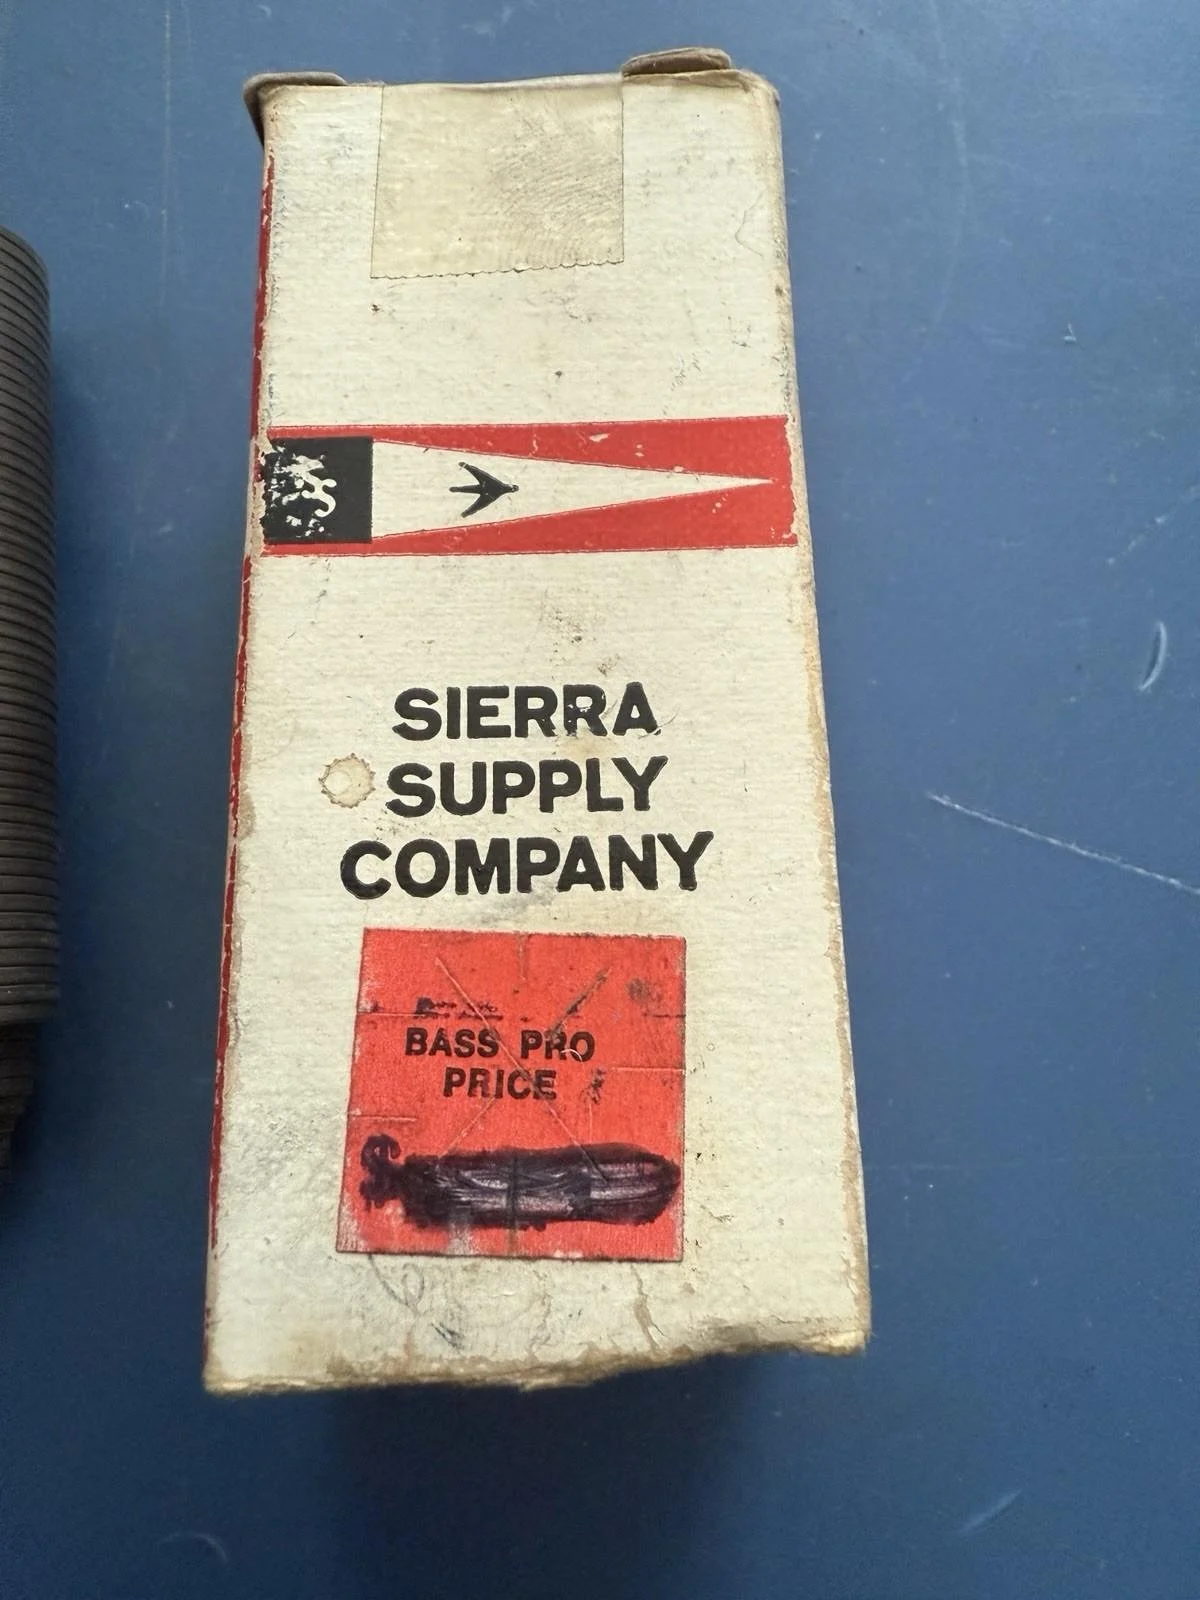 SIERRA
SUPPLY
COMPANY
BASS PRO
PRICE
$